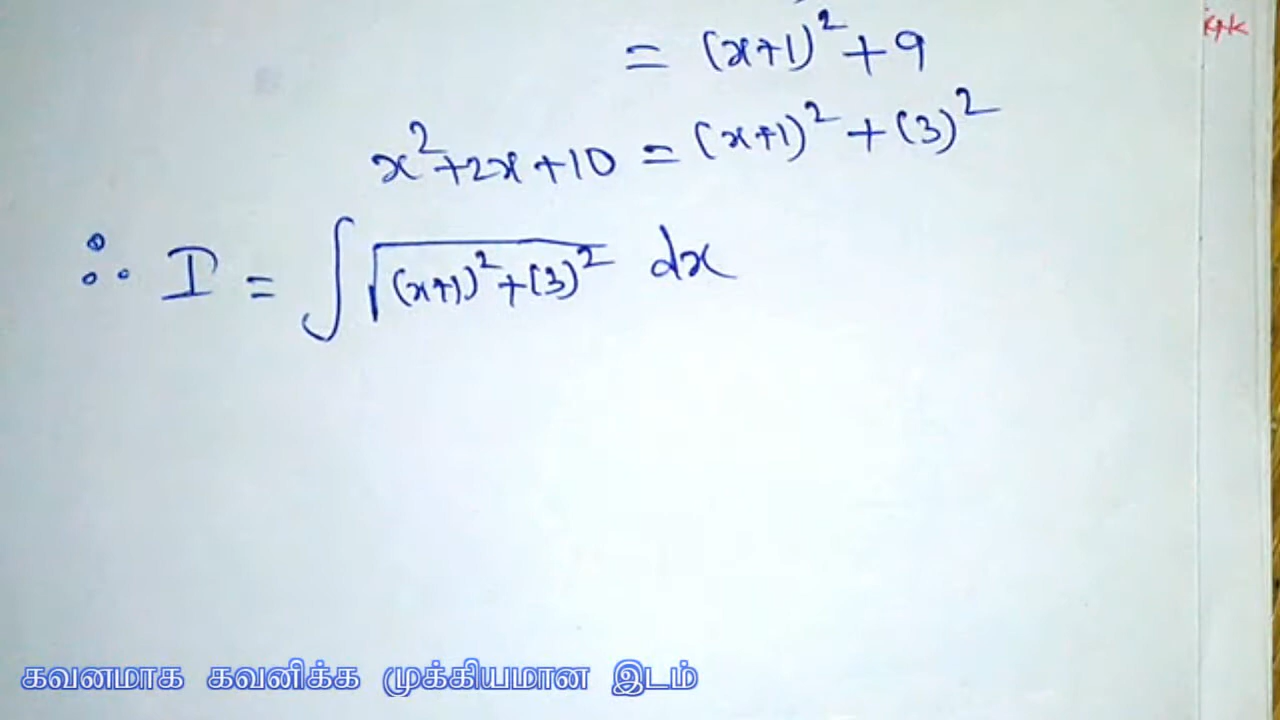 = (x+1)² + 9
x² + 2x + 10 = (x+1)² + (3)²
∴ I = ∫ √((x+1)² + (3)²) dx
கவனமாக கவனிக்க முக்கியமான இடம்